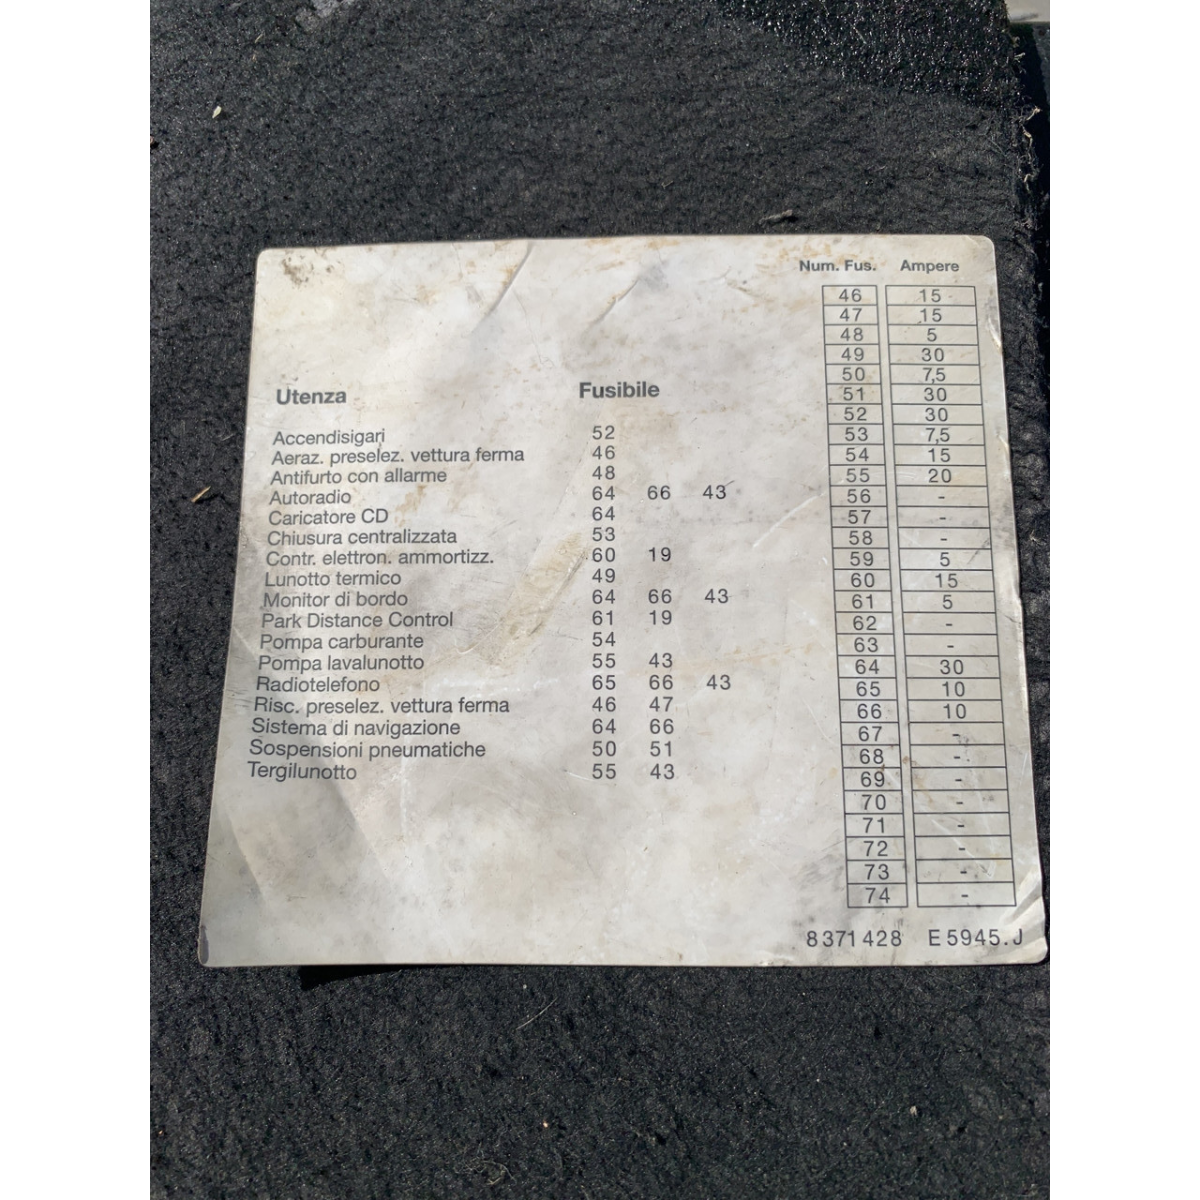 Num. Fus. Ampere
46 15
47 15
48 5
49 30
50 7,5
51 30
52 30
53 7,5
54 15
55 20
56 -
57 -
58 -
59 5
60 15
61 5
62 -
63 -
64 30
65 10
66 10
67 -
68 -
69 -
70 -
71 -
72 -
73 -
74 -
Utenza Fusibile
Accendisigari 52
Aeraz. preselez. vettura ferma 46
Antifurto con allarme 48
Autoradio 64 66 43
Caricatore CD 64
Chiusura centralizzata 53
Contr. elettron. ammortizz. 60 19
Lunotto termico 49
Monitor di bordo 64 66 43
Park Distance Control 61 19
Pompa carburante 54
Pompa lavalunotto 55 43
Radiotelefono 65 66 43
Risc. preselez. vettura ferma 46 47
Sistema di navigazione 64 66
Sospensioni pneumatiche 50 51
Tergilunotto 55 43
8371428 E5945.J